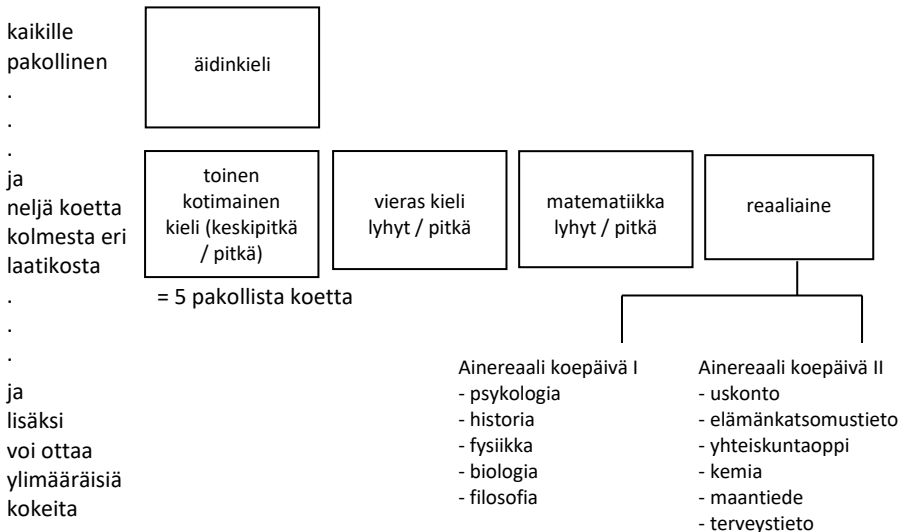 kaikille
pakollinen
.
.
.
ja
neljä koetta
kolmesta eri
laatikosta
.
.
.
ja
lisäksi
voi ottaa
ylimääräisiä
kokeita
äidinkieli
toinen
kotimainen
kieli (keskipitkä
/ pitkä)
vieras kieli
lyhyt / pitkä
matematiikka
lyhyt / pitkä
reaaliaine
= 5 pakollista koetta
Ainereaali koepäivä I
- psykologia
- historia
- fysiikka
- biologia
- filosofia
Ainereaali koepäivä II
- uskonto
- elämänkatsomustieto
- yhteiskuntaoppi
- kemia
- maantiede
- terveystieto